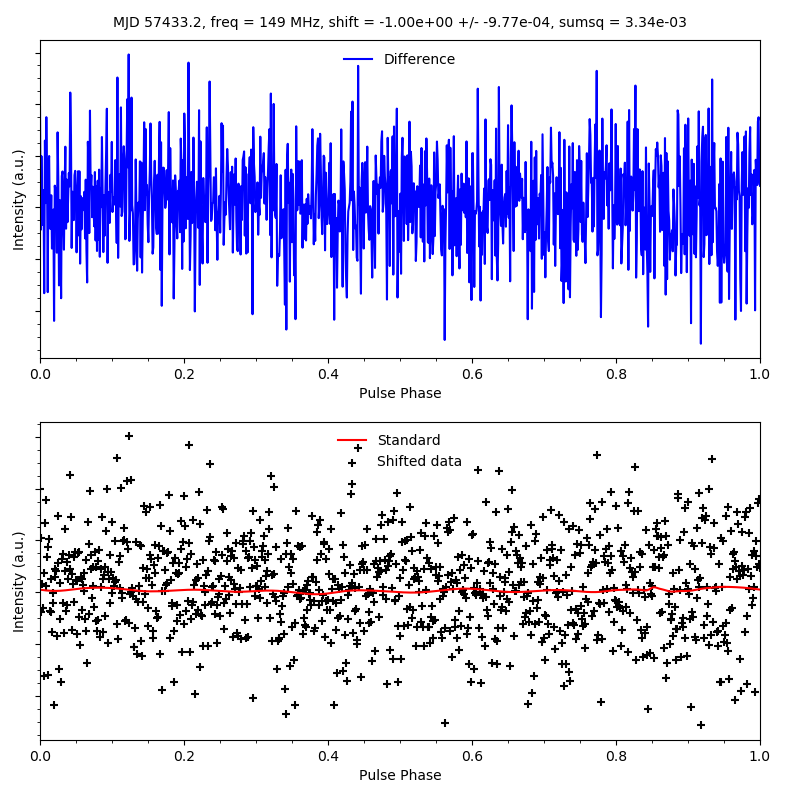 MJD 57433.2, freq = 149 MHz, shift = -1.00e+00 +/- -9.77e-04, sumsq = 3.34e-03
Difference
Intensity (a.u.)
0.0 0.2 0.4 0.6 0.8 1.0
Pulse Phase
Standard
Shifted data
Intensity (a.u.)
0.0 0.2 0.4 0.6 0.8 1.0
Pulse Phase